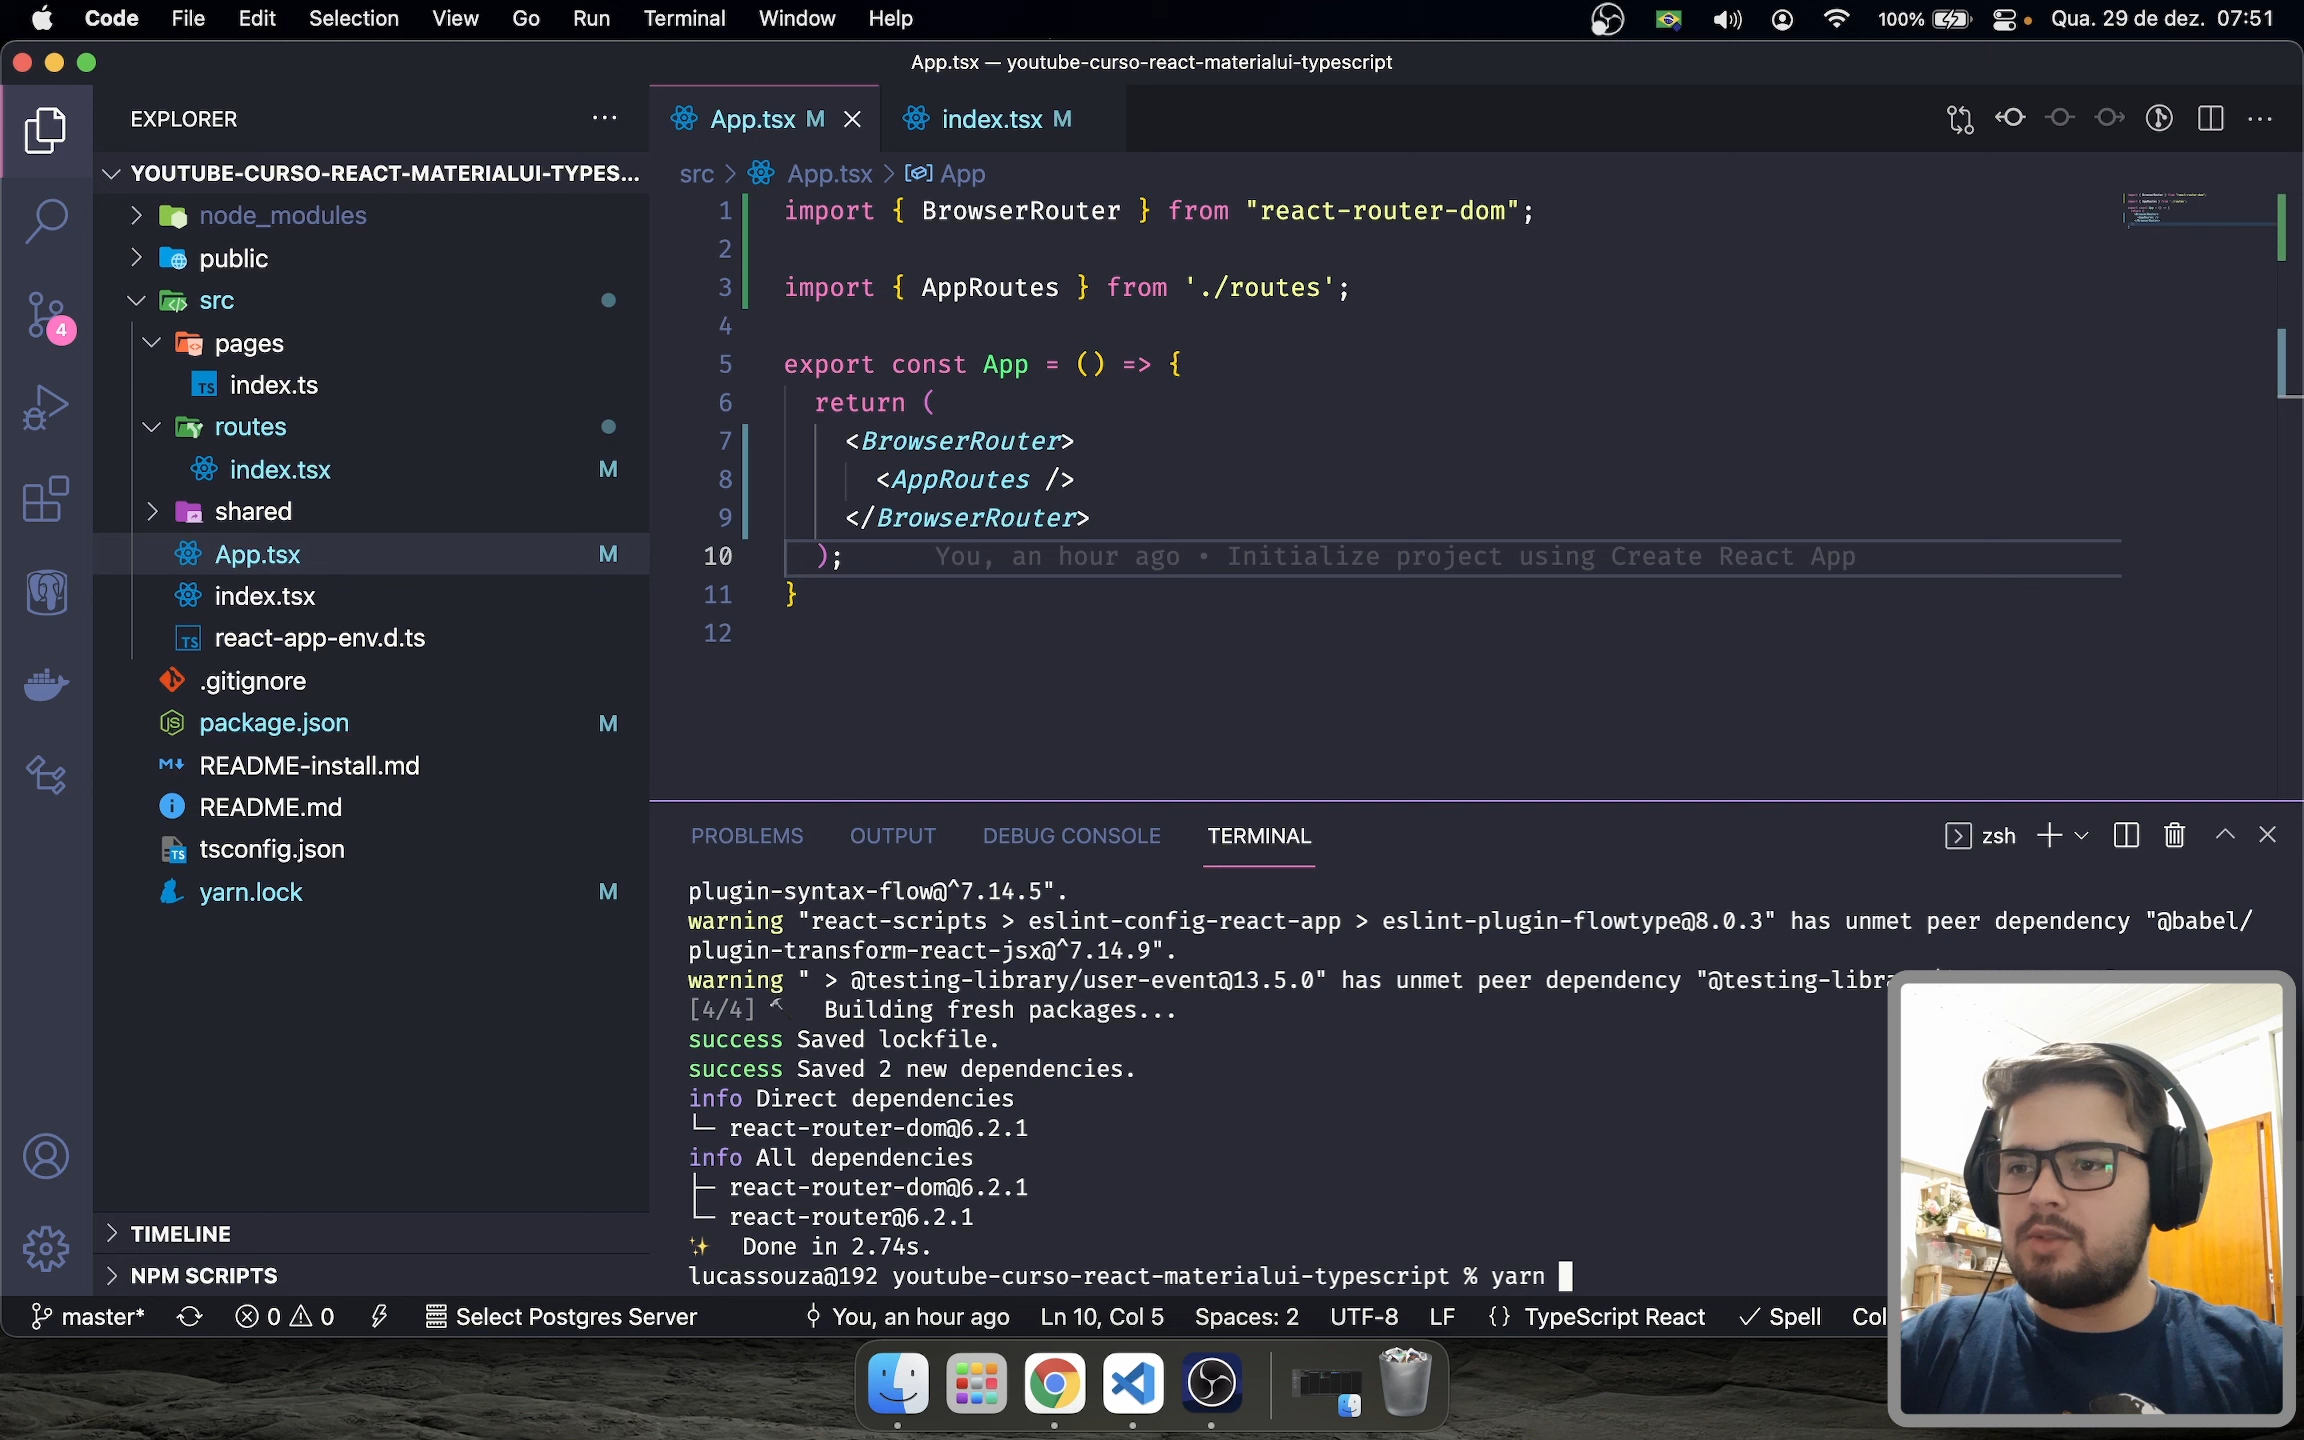 Code File Edit Selection View Go Run Terminal Window Help 100% Qua. 29 de dez. 07:51
App.tsx — youtube-curso-react-materialui-typescript
EXPLORER ...
App.tsx M index.tsx M
YOUTUBE-CURSO-REACT-MATERIALUI-TYPES...
src > App.tsx > App
node_modules
public
src
pages
index.ts
routes
index.tsx M
shared
App.tsx M
index.tsx
react-app-env.d.ts
.gitignore
package.json M
README-install.md
README.md
tsconfig.json
yarn.lock M
TIMELINE
NPM SCRIPTS
4
1 import { BrowserRouter } from "react-router-dom";
2
3 import { AppRoutes } from './routes';
4
5 export const App = () => {
6 return (
7 <BrowserRouter>
8 <AppRoutes />
9 </BrowserRouter>
10 ); You, an hour ago • Initialize project using Create React App
11 }
12
PROBLEMS OUTPUT DEBUG CONSOLE TERMINAL zsh
plugin-syntax-flow@^7.14.5".
warning "react-scripts > eslint-config-react-app > eslint-plugin-flowtype@8.0.3" has unmet peer dependency "@babel/
plugin-transform-react-jsx@^7.14.9".
warning " > @testing-library/user-event@13.5.0" has unmet peer dependency "@testing-libra
[4/4] Building fresh packages...
success Saved lockfile.
success Saved 2 new dependencies.
info Direct dependencies
└─ react-router-dom@6.2.1
info All dependencies
├─ react-router-dom@6.2.1
└─ react-router@6.2.1
✨ Done in 2.74s.
lucassouza@192 youtube-curso-react-materialui-typescript % yarn
master* 0 0 Select Postgres Server You, an hour ago Ln 10, Col 5 Spaces: 2 UTF-8 LF {} TypeScript React Spell Col